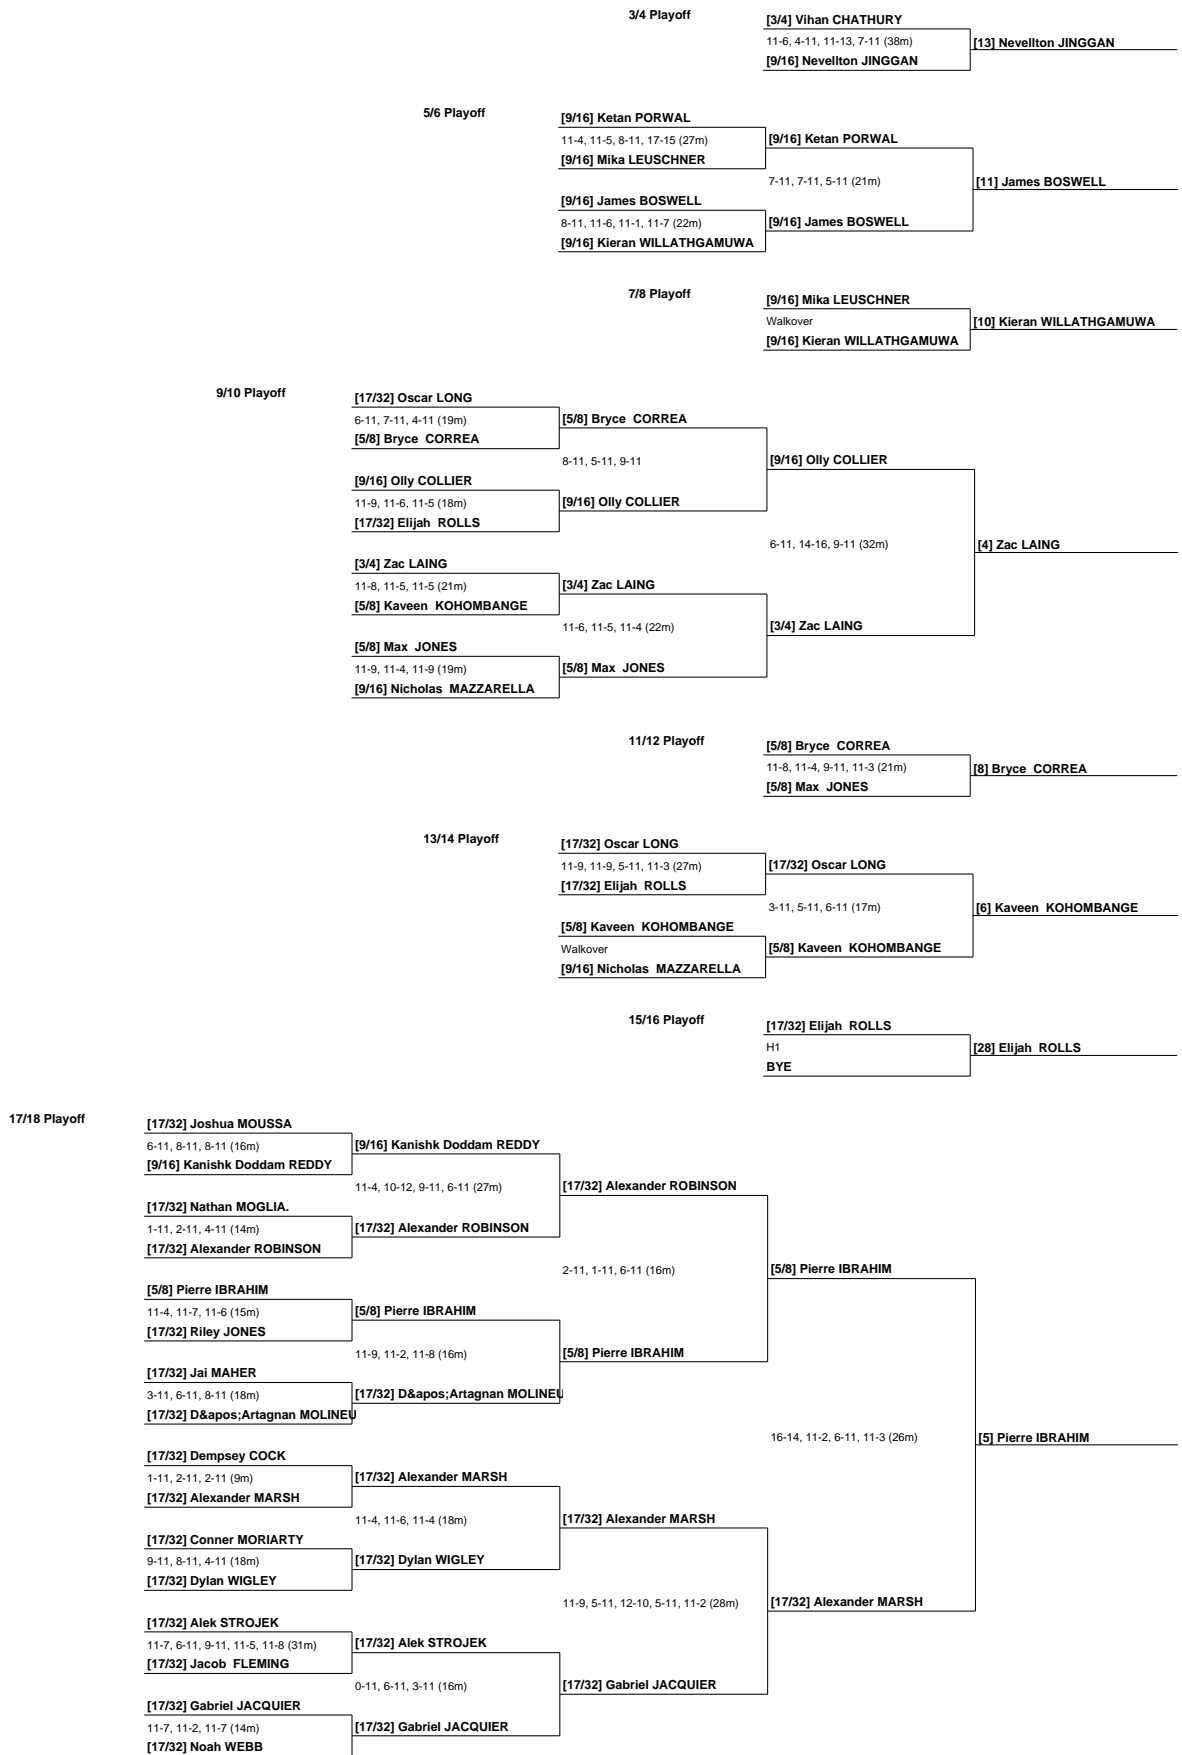 3/4 Playoff
[3/4] Vihan CHATHURY
11-6, 4-11, 11-13, 7-11 (38m)
[9/16] Nevellton JINGGAN
[13] Nevellton JINGGAN
5/6 Playoff
[9/16] Ketan PORWAL
11-4, 11-5, 8-11, 17-15 (27m)
[9/16] Mika LEUSCHNER
[9/16] Ketan PORWAL
7-11, 7-11, 5-11 (21m)
[11] James BOSWELL
[9/16] James BOSWELL
8-11, 11-6, 11-1, 11-7 (22m)
[9/16] Kieran WILLATHGAMUWA
[9/16] James BOSWELL
7/8 Playoff
[9/16] Mika LEUSCHNER
Walkover
[9/16] Kieran WILLATHGAMUWA
[10] Kieran WILLATHGAMUWA
9/10 Playoff
[17/32] Oscar LONG
6-11, 7-11, 4-11 (19m)
[5/8] Bryce  CORREA
[5/8] Bryce  CORREA
8-11, 5-11, 9-11
[9/16] Olly COLLIER
[9/16] Olly COLLIER
11-9, 11-6, 11-5 (18m)
[17/32] Elijah  ROLLS
[9/16] Olly COLLIER
6-11, 14-16, 9-11 (32m)
[4] Zac LAING
[3/4] Zac LAING
11-8, 11-5, 11-5 (21m)
[5/8] Kaveen  KOHOMBANGE
[3/4] Zac LAING
11-6, 11-5, 11-4 (22m)
[3/4] Zac LAING
[5/8] Max  JONES
11-9, 11-4, 11-9 (19m)
[9/16] Nicholas  MAZZARELLA
[5/8] Max  JONES
11/12 Playoff
[5/8] Bryce  CORREA
11-8, 11-4, 9-11, 11-3 (21m)
[5/8] Max  JONES
[8] Bryce  CORREA
13/14 Playoff
[17/32] Oscar LONG
11-9, 11-9, 5-11, 11-3 (27m)
[17/32] Elijah  ROLLS
[17/32] Oscar LONG
3-11, 5-11, 6-11 (17m)
[6] Kaveen  KOHOMBANGE
[5/8] Kaveen  KOHOMBANGE
Walkover
[9/16] Nicholas  MAZZARELLA
[5/8] Kaveen  KOHOMBANGE
15/16 Playoff
[17/32] Elijah  ROLLS
H1
BYE
[28] Elijah  ROLLS
17/18 Playoff
[17/32] Joshua MOUSSA
6-11, 8-11, 8-11 (16m)
[9/16] Kanishk Doddam REDDY
[9/16] Kanishk Doddam REDDY
11-4, 10-12, 9-11, 6-11 (27m)
[17/32] Alexander ROBINSON
[17/32] Nathan MOGLIA.
1-11, 2-11, 4-11 (14m)
[17/32] Alexander ROBINSON
[17/32] Alexander ROBINSON
2-11, 1-11, 6-11 (16m)
[5/8] Pierre IBRAHIM
[5/8] Pierre IBRAHIM
11-4, 11-7, 11-6 (15m)
[17/32] Riley JONES
[5/8] Pierre IBRAHIM
11-9, 11-2, 11-8 (16m)
[5/8] Pierre IBRAHIM
[17/32] Jai MAHER
3-11, 6-11, 8-11 (18m)
[17/32] D&apos;Artagnan MOLINEU
[17/32] D&apos;Artagnan MOLINEU
16-14, 11-2, 6-11, 11-3 (26m)
[5] Pierre IBRAHIM
[17/32] Dempsey COCK
1-11, 2-11, 2-11 (9m)
[17/32] Alexander MARSH
[17/32] Alexander MARSH
11-4, 11-6, 11-4 (18m)
[17/32] Alexander MARSH
[17/32] Conner MORIARTY
9-11, 8-11, 4-11 (18m)
[17/32] Dylan WIGLEY
[17/32] Dylan WIGLEY
11-9, 5-11, 12-10, 5-11, 11-2 (28m)
[17/32] Alexander MARSH
[17/32] Alek STROJEK
11-7, 6-11, 9-11, 11-5, 11-8 (31m)
[17/32] Jacob  FLEMING
[17/32] Alek STROJEK
0-11, 6-11, 3-11 (16m)
[17/32] Gabriel JACQUIER
[17/32] Gabriel JACQUIER
11-7, 11-2, 11-7 (14m)
[17/32] Noah WEBB
[17/32] Gabriel JACQUIER